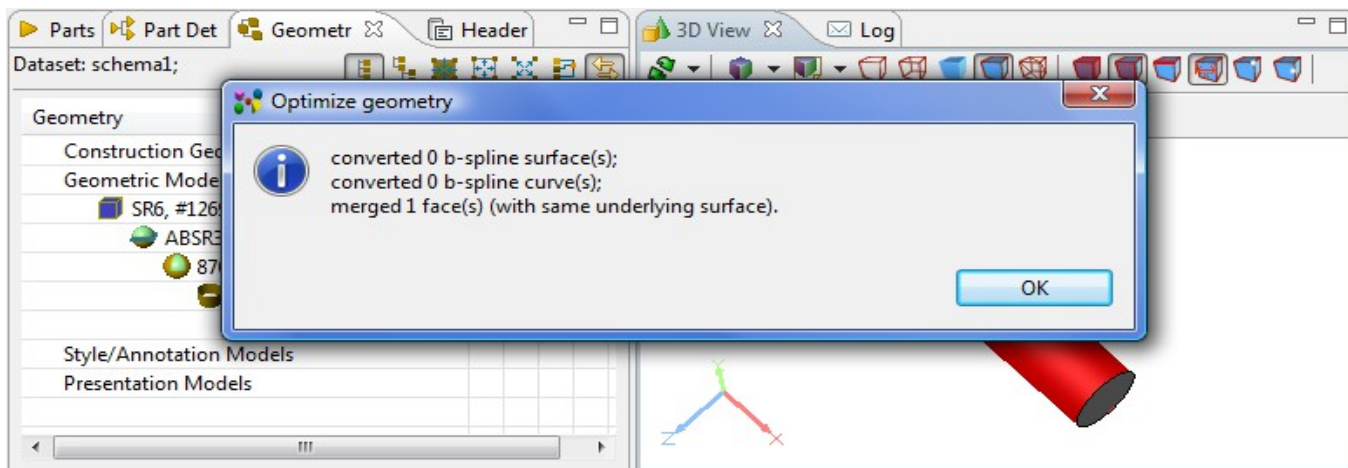 Parts
Part Det
Geometr
Header
3D View
Log
Dataset: schema1;
Optimize geometry
Geometry
converted 0 b-spline surface(s);
converted 0 b-spline curve(s);
merged 1 face(s) (with same underlying surface).
OK
Construction Geo
Geometric Mode
SR6, #1269
ABSR3
870
Style/Annotation Models
Presentation Models
Y
Z
X